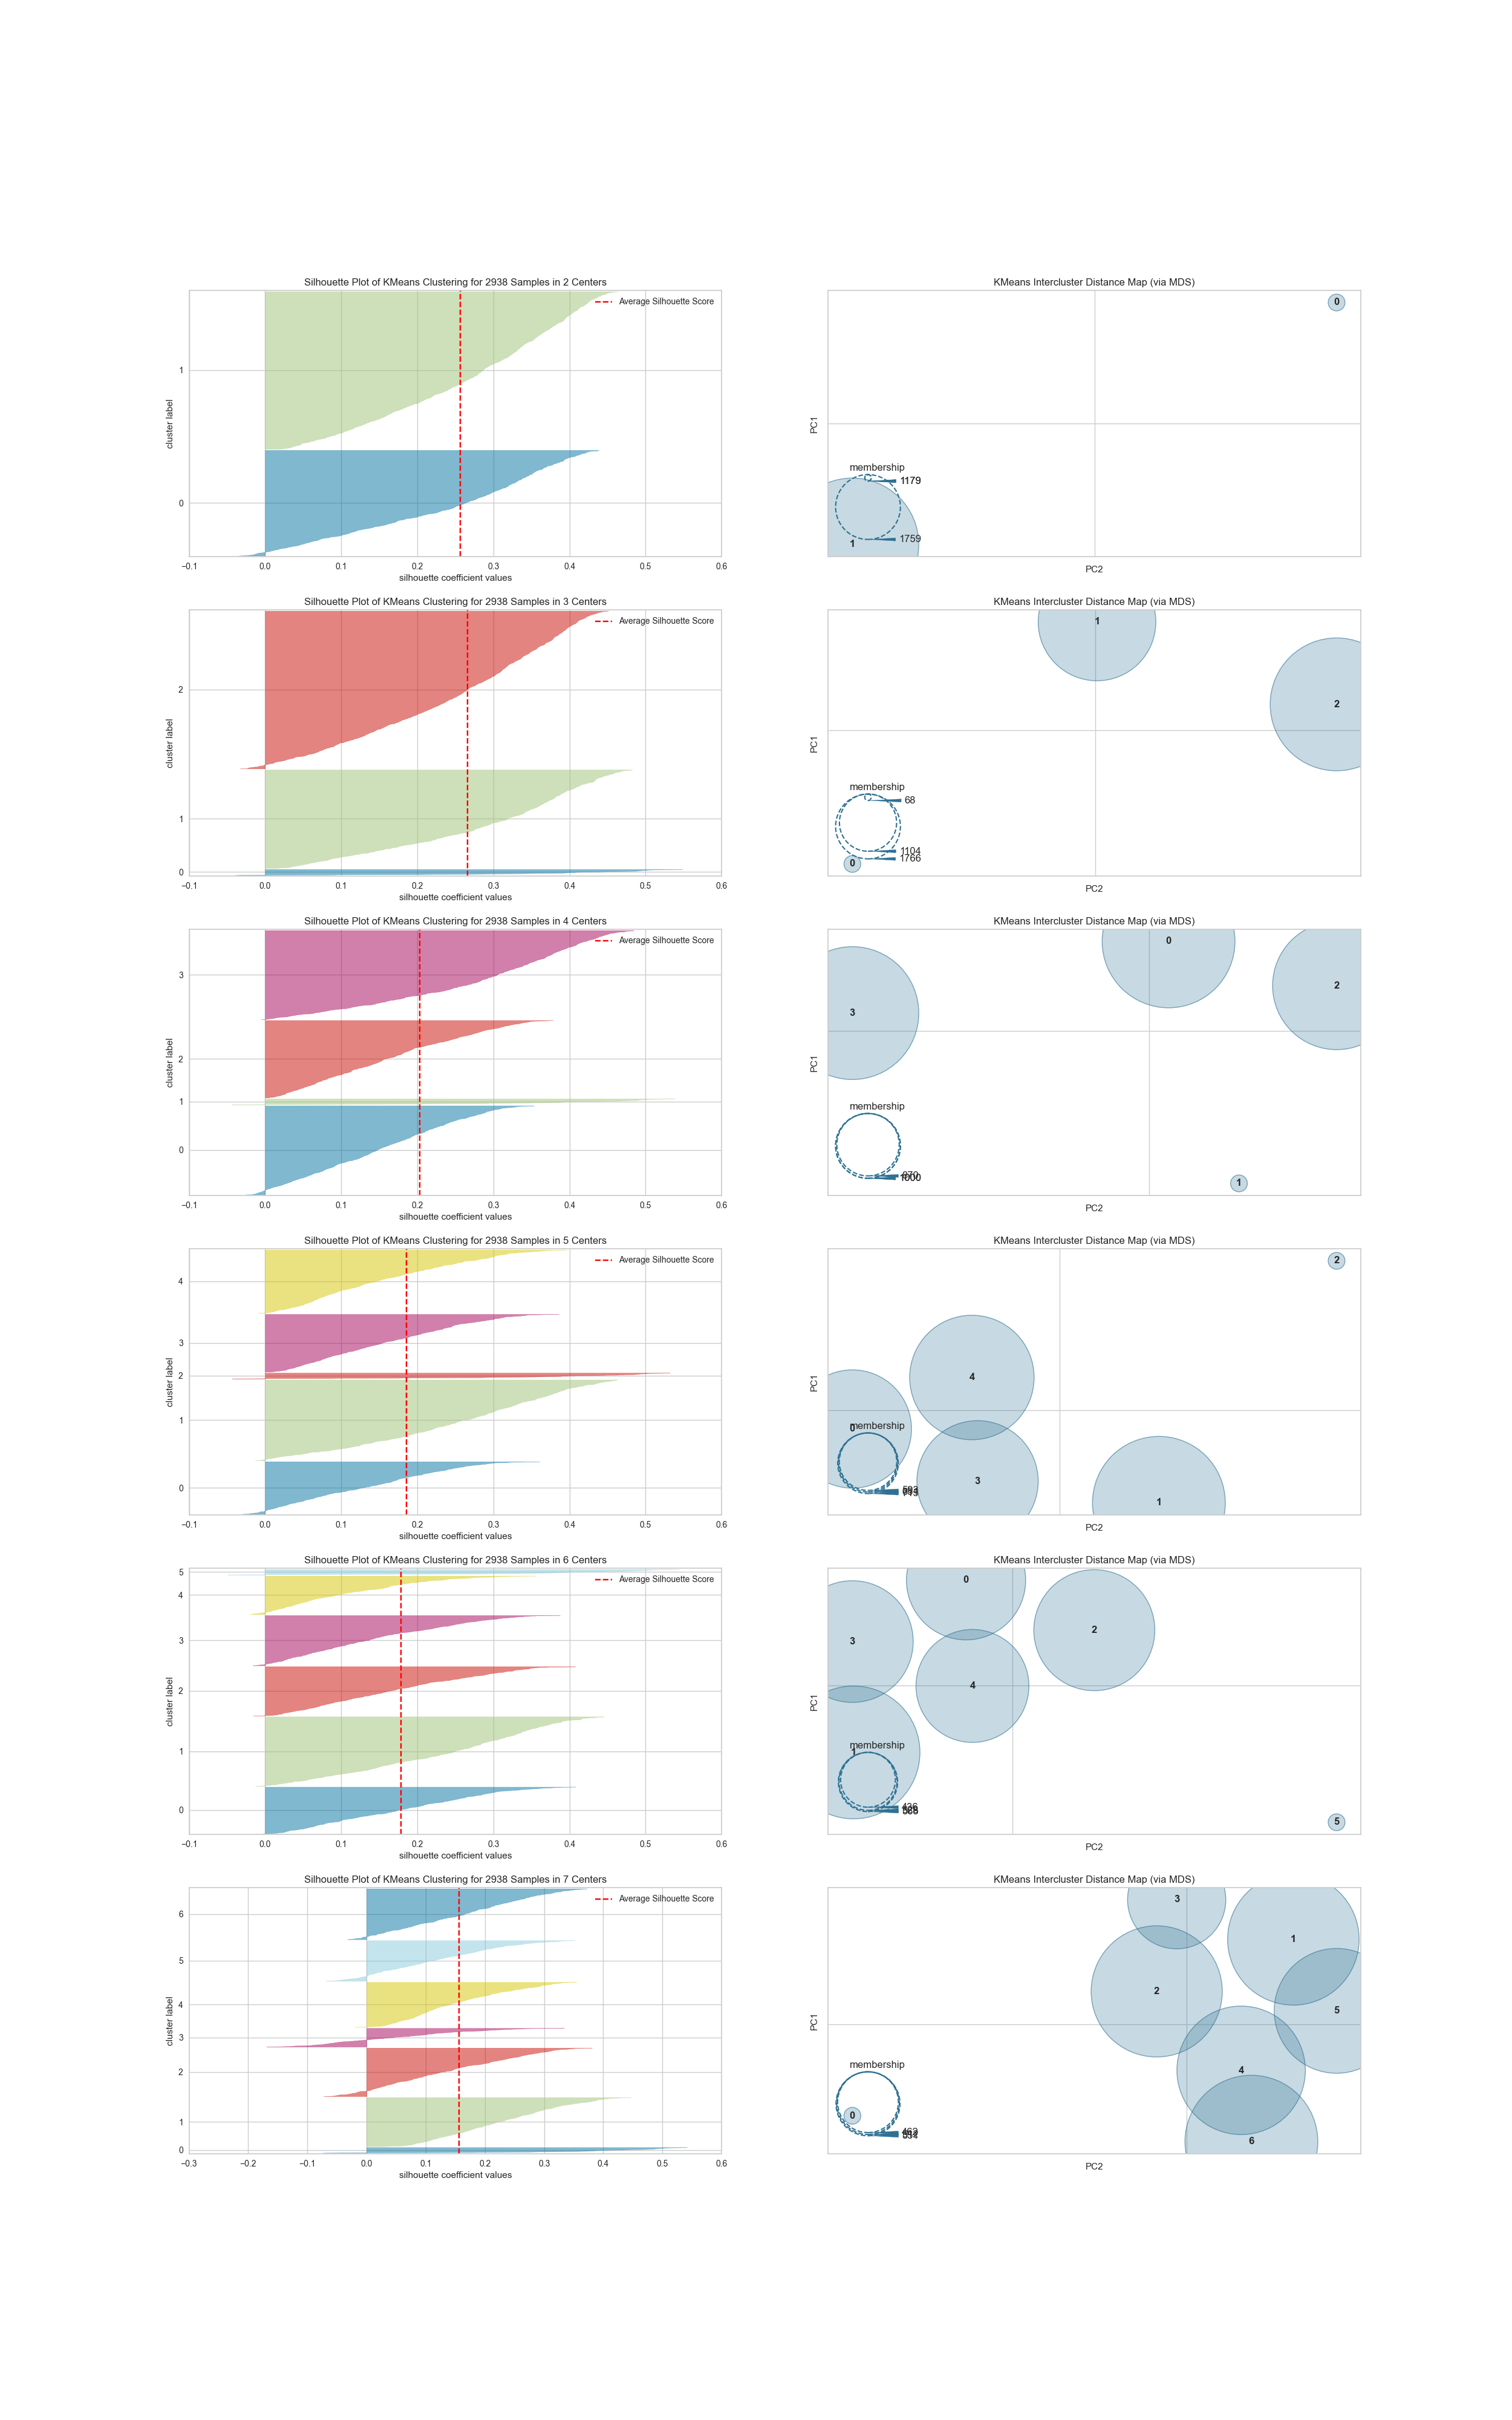 Silhouette Plot of KMeans Clustering for 2938 Samples in 2 Centers
Average Silhouette Score
cluster label
1
0
−0.1 0.0 0.1 0.2 0.3 0.4 0.5 0.6
silhouette coefficient values
KMeans Intercluster Distance Map (via MDS)
0
PC1
membership
1179
1759
1
PC2
Silhouette Plot of KMeans Clustering for 2938 Samples in 3 Centers
Average Silhouette Score
cluster label
2
1
0
−0.1 0.0 0.1 0.2 0.3 0.4 0.5 0.6
silhouette coefficient values
KMeans Intercluster Distance Map (via MDS)
1
2
PC1
membership
68
1104
1766
0
PC2
Silhouette Plot of KMeans Clustering for 2938 Samples in 4 Centers
Average Silhouette Score
cluster label
3
2
1
0
−0.1 0.0 0.1 0.2 0.3 0.4 0.5 0.6
silhouette coefficient values
KMeans Intercluster Distance Map (via MDS)
0
2
3
PC1
membership
1000
1
PC2
Silhouette Plot of KMeans Clustering for 2938 Samples in 5 Centers
Average Silhouette Score
cluster label
4
3
2
1
0
−0.1 0.0 0.1 0.2 0.3 0.4 0.5 0.6
silhouette coefficient values
KMeans Intercluster Distance Map (via MDS)
2
4
PC1
0
membership
3
1
PC2
Silhouette Plot of KMeans Clustering for 2938 Samples in 6 Centers
Average Silhouette Score
cluster label
5
4
3
2
1
0
−0.1 0.0 0.1 0.2 0.3 0.4 0.5 0.6
silhouette coefficient values
KMeans Intercluster Distance Map (via MDS)
0
2
3
4
PC1
membership
1
5
PC2
Silhouette Plot of KMeans Clustering for 2938 Samples in 7 Centers
Average Silhouette Score
cluster label
6
5
4
3
2
1
0
−0.3 −0.2 −0.1 0.0 0.1 0.2 0.3 0.4 0.5 0.6
silhouette coefficient values
KMeans Intercluster Distance Map (via MDS)
3
1
2
5
PC1
membership
4
0
6
PC2